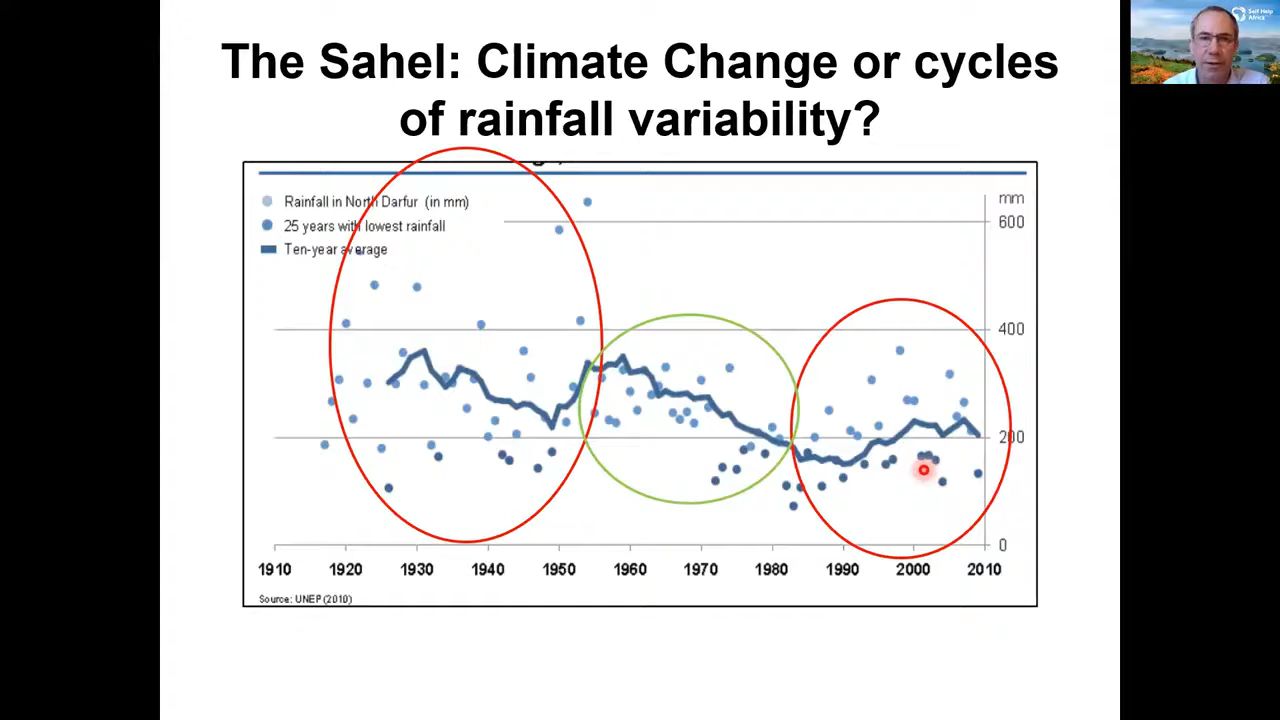 The Sahel: Climate Change or cycles
of rainfall variability?
Rainfall in North Darfur (in mm)
25 years with lowest rainfall
Ten-year average
mm
600
400
200
0
1910 1920 1930 1940 1950 1960 1970 1980 1990 2000 2010
Source: UNEP (2010)
Self Help
Africa